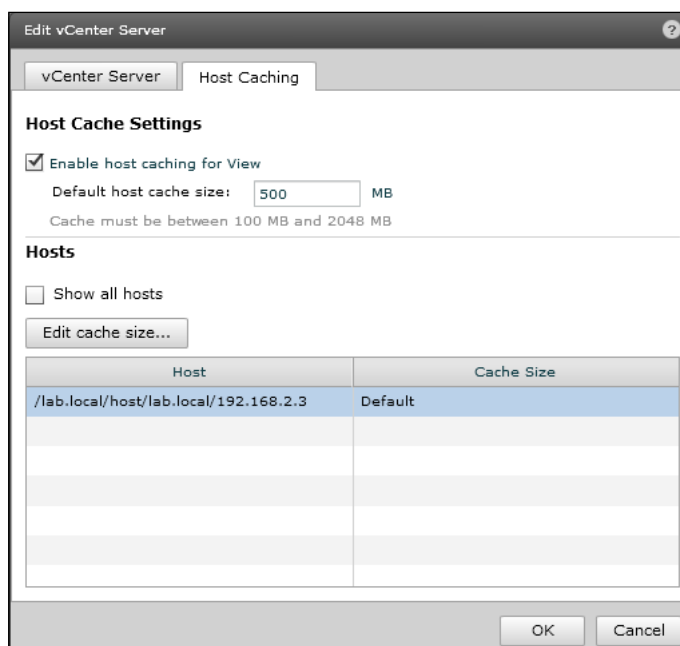 Edit vCenter Server ?
vCenter Server Host Caching
Host Cache Settings
Enable host caching for View
Default host cache size: 500 MB
Cache must be between 100 MB and 2048 MB
Hosts
Show all hosts
Edit cache size...
Host Cache Size
/lab.local/host/lab.local/192.168.2.3 Default
OK Cancel